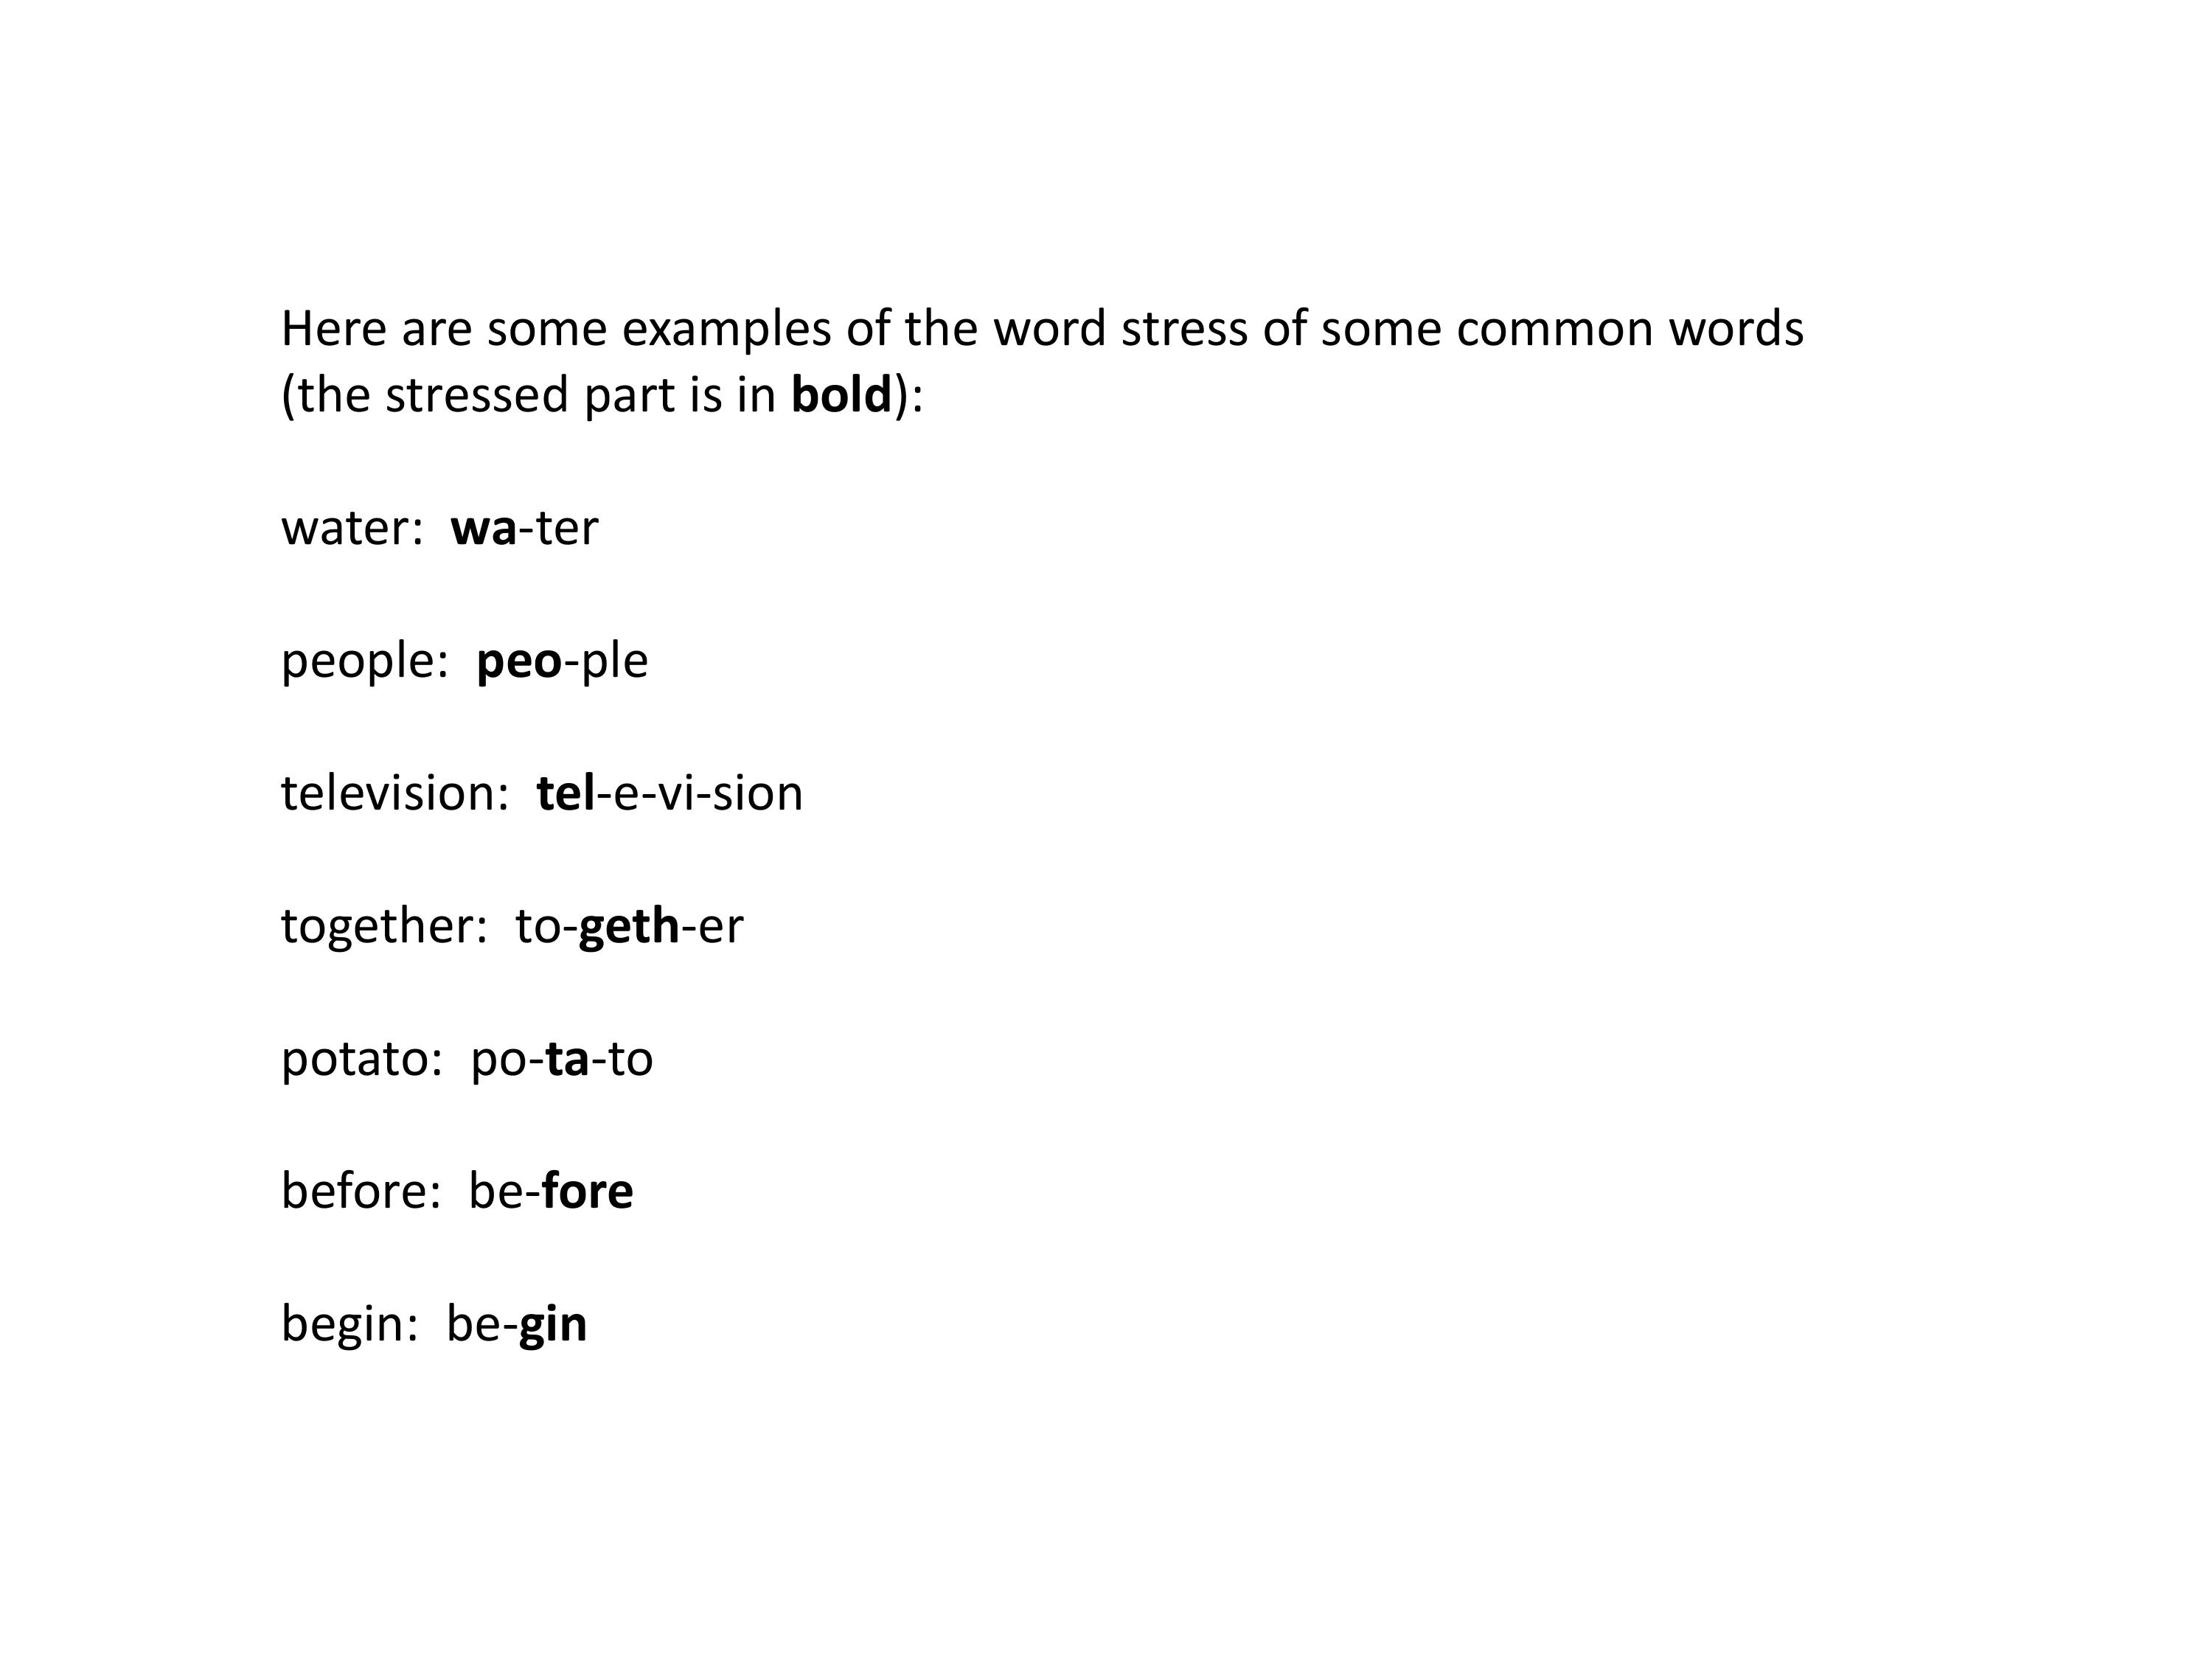 Here are some examples of the word stress of some common words
(the stressed part is in bold):
water:  wa-ter
people:  peo-ple
television:  tel-e-vi-sion
together:  to-geth-er
potato:  po-ta-to
before:  be-fore
begin:  be-gin